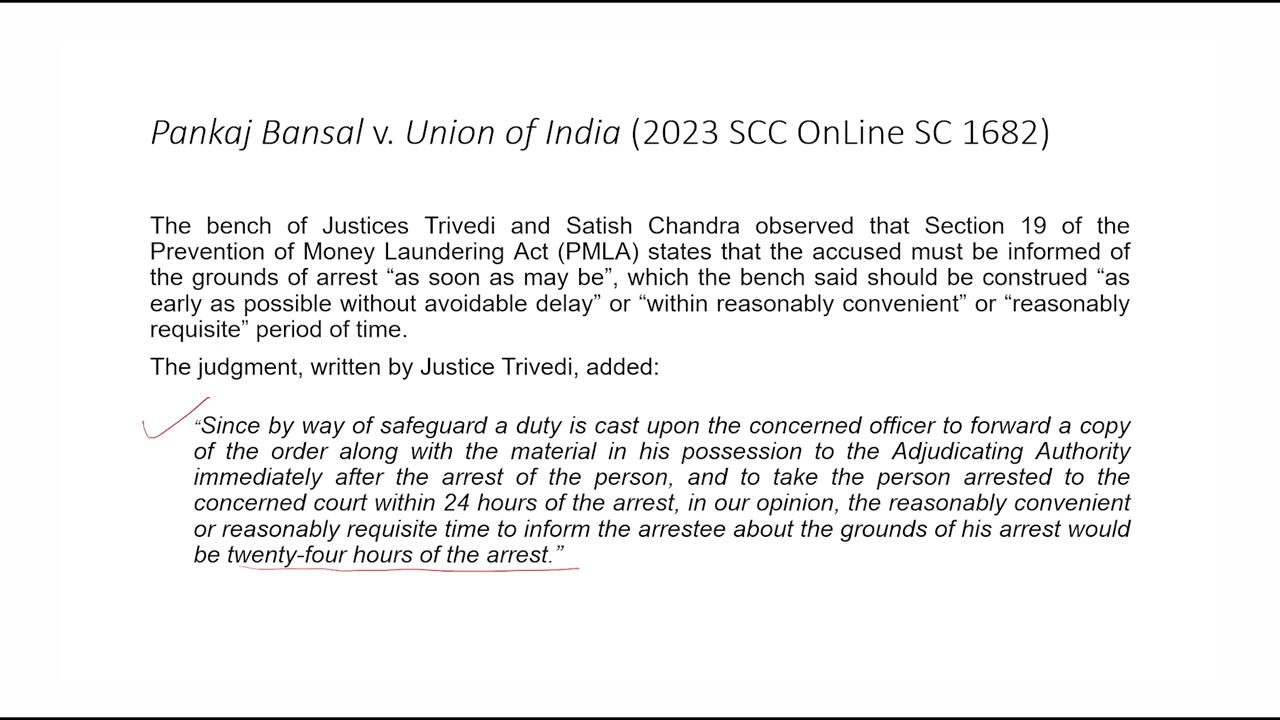 Pankaj Bansal v. Union of India (2023 SCC OnLine SC 1682)
The bench of Justices Trivedi and Satish Chandra observed that Section 19 of the
Prevention of Money Laundering Act (PMLA) states that the accused must be informed of
the grounds of arrest “as soon as may be”, which the bench said should be construed “as
early as possible without avoidable delay” or “within reasonably convenient” or “reasonably
requisite” period of time.
The judgment, written by Justice Trivedi, added:
“Since by way of safeguard a duty is cast upon the concerned officer to forward a copy
of the order along with the material in his possession to the Adjudicating Authority
immediately after the arrest of the person, and to take the person arrested to the
concerned court within 24 hours of the arrest, in our opinion, the reasonably convenient
or reasonably requisite time to inform the arrestee about the grounds of his arrest would
be twenty-four hours of the arrest.”